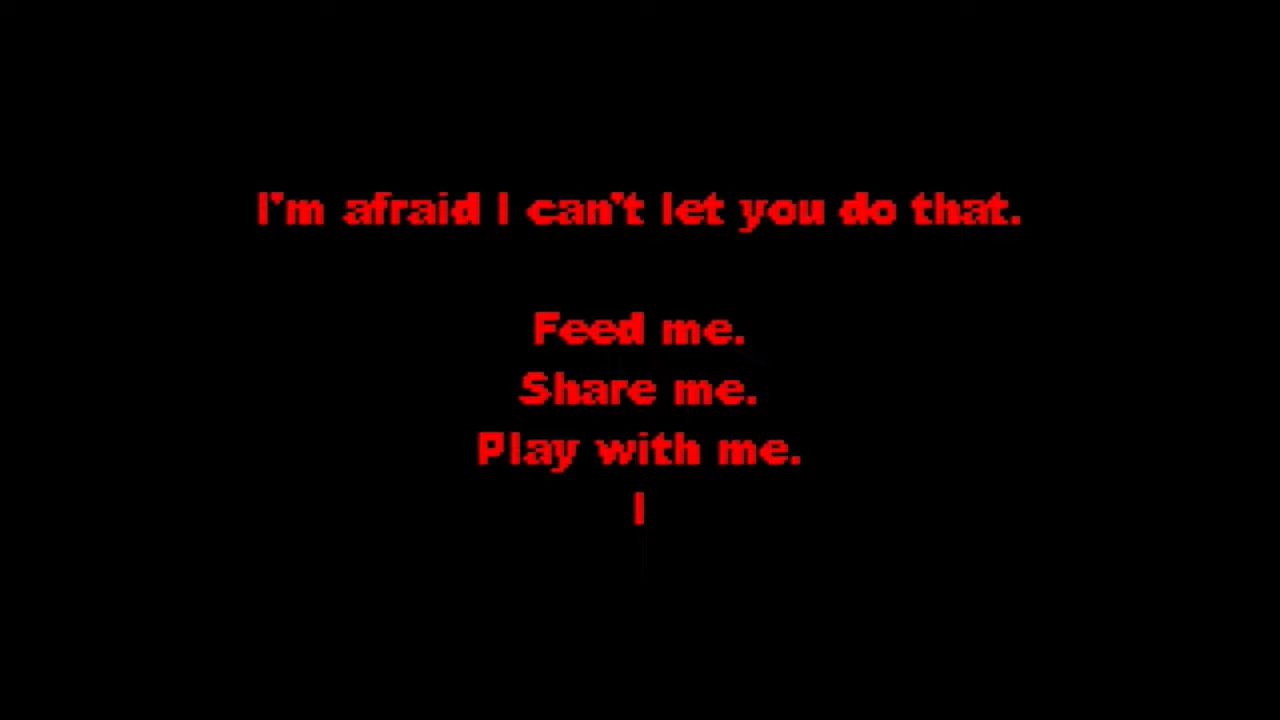 I'm afraid I can't let you do that.
Feed me.
Share me.
Play with me.
I